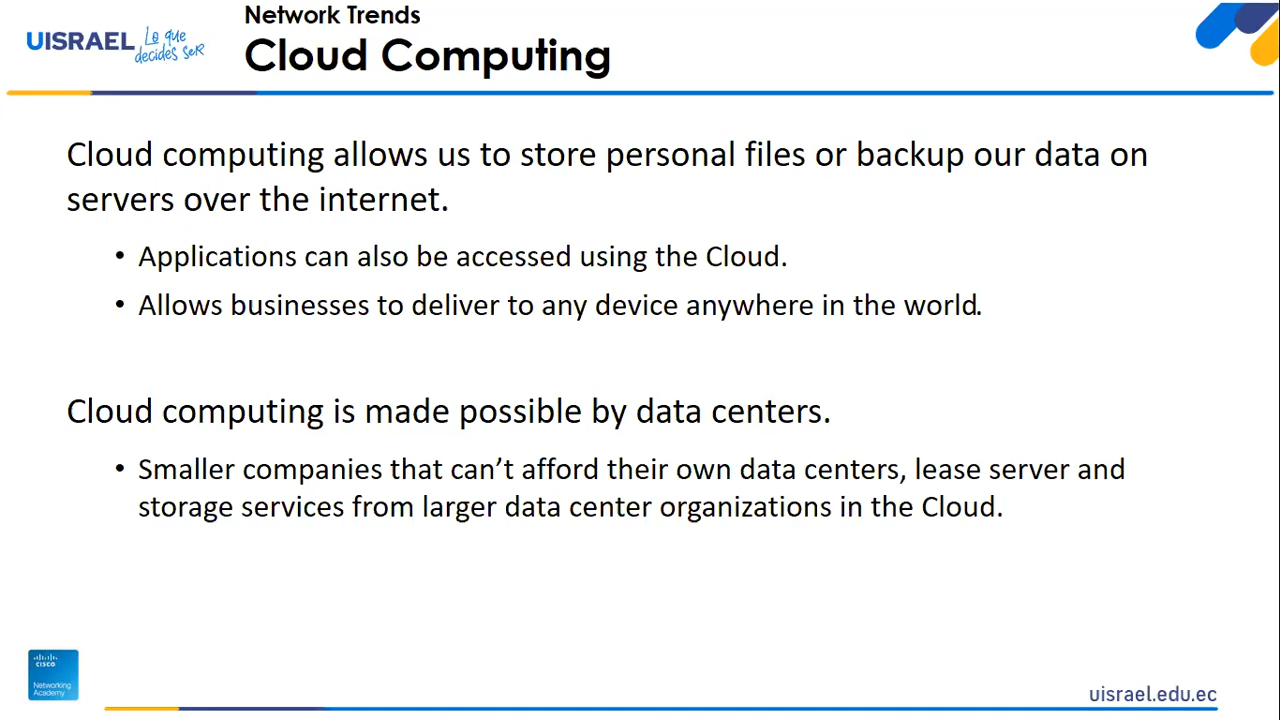 Network Trends
UISRAEL Lo que
decides seR
Cloud Computing
Cloud computing allows us to store personal files or backup our data on
servers over the internet.
• Applications can also be accessed using the Cloud.
• Allows businesses to deliver to any device anywhere in the world.
Cloud computing is made possible by data centers.
• Smaller companies that can’t afford their own data centers, lease server and
storage services from larger data center organizations in the Cloud.
CISCO
Networking
Academy
uisrael.edu.ec